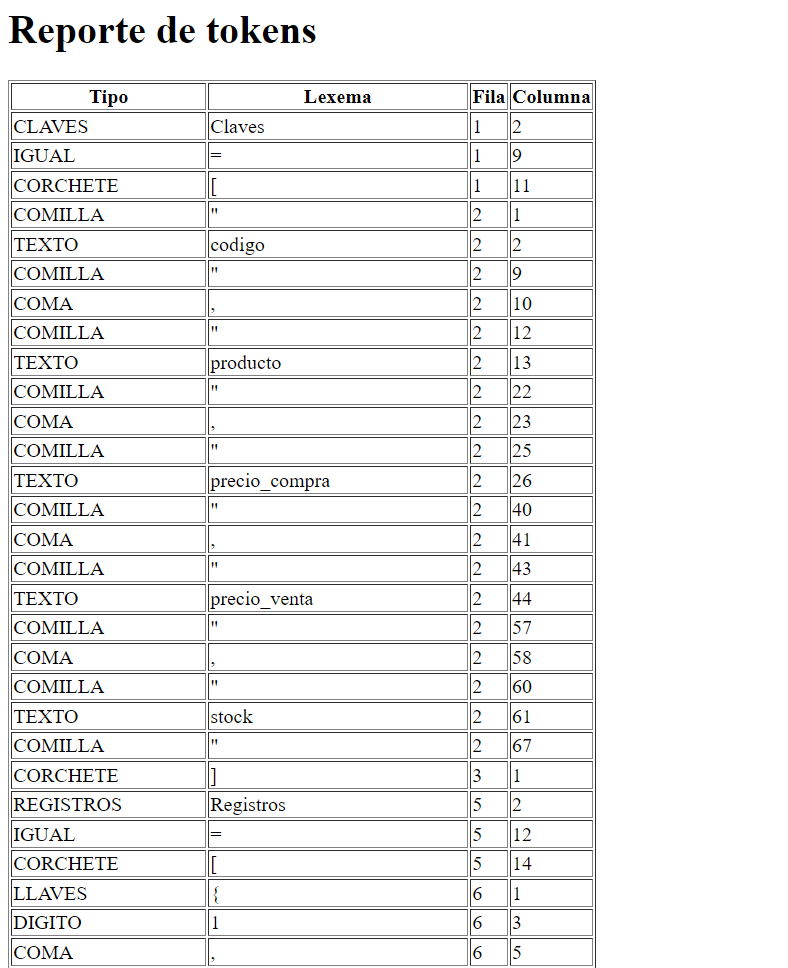 Reporte de tokens
Tipo Lexema Fila Columna
CLAVES Claves 1 2
IGUAL = 1 9
CORCHETE [ 1 11
COMILLA " 2 1
TEXTO codigo 2 2
COMILLA " 2 9
COMA , 2 10
COMILLA " 2 12
TEXTO producto 2 13
COMILLA " 2 22
COMA , 2 23
COMILLA " 2 25
TEXTO precio_compra 2 26
COMILLA " 2 40
COMA , 2 41
COMILLA " 2 43
TEXTO precio_venta 2 44
COMILLA " 2 57
COMA , 2 58
COMILLA " 2 60
TEXTO stock 2 61
COMILLA " 2 67
CORCHETE ] 3 1
REGISTROS Registros 5 2
IGUAL = 5 12
CORCHETE [ 5 14
LLAVES { 6 1
DIGITO 1 6 3
COMA , 6 5